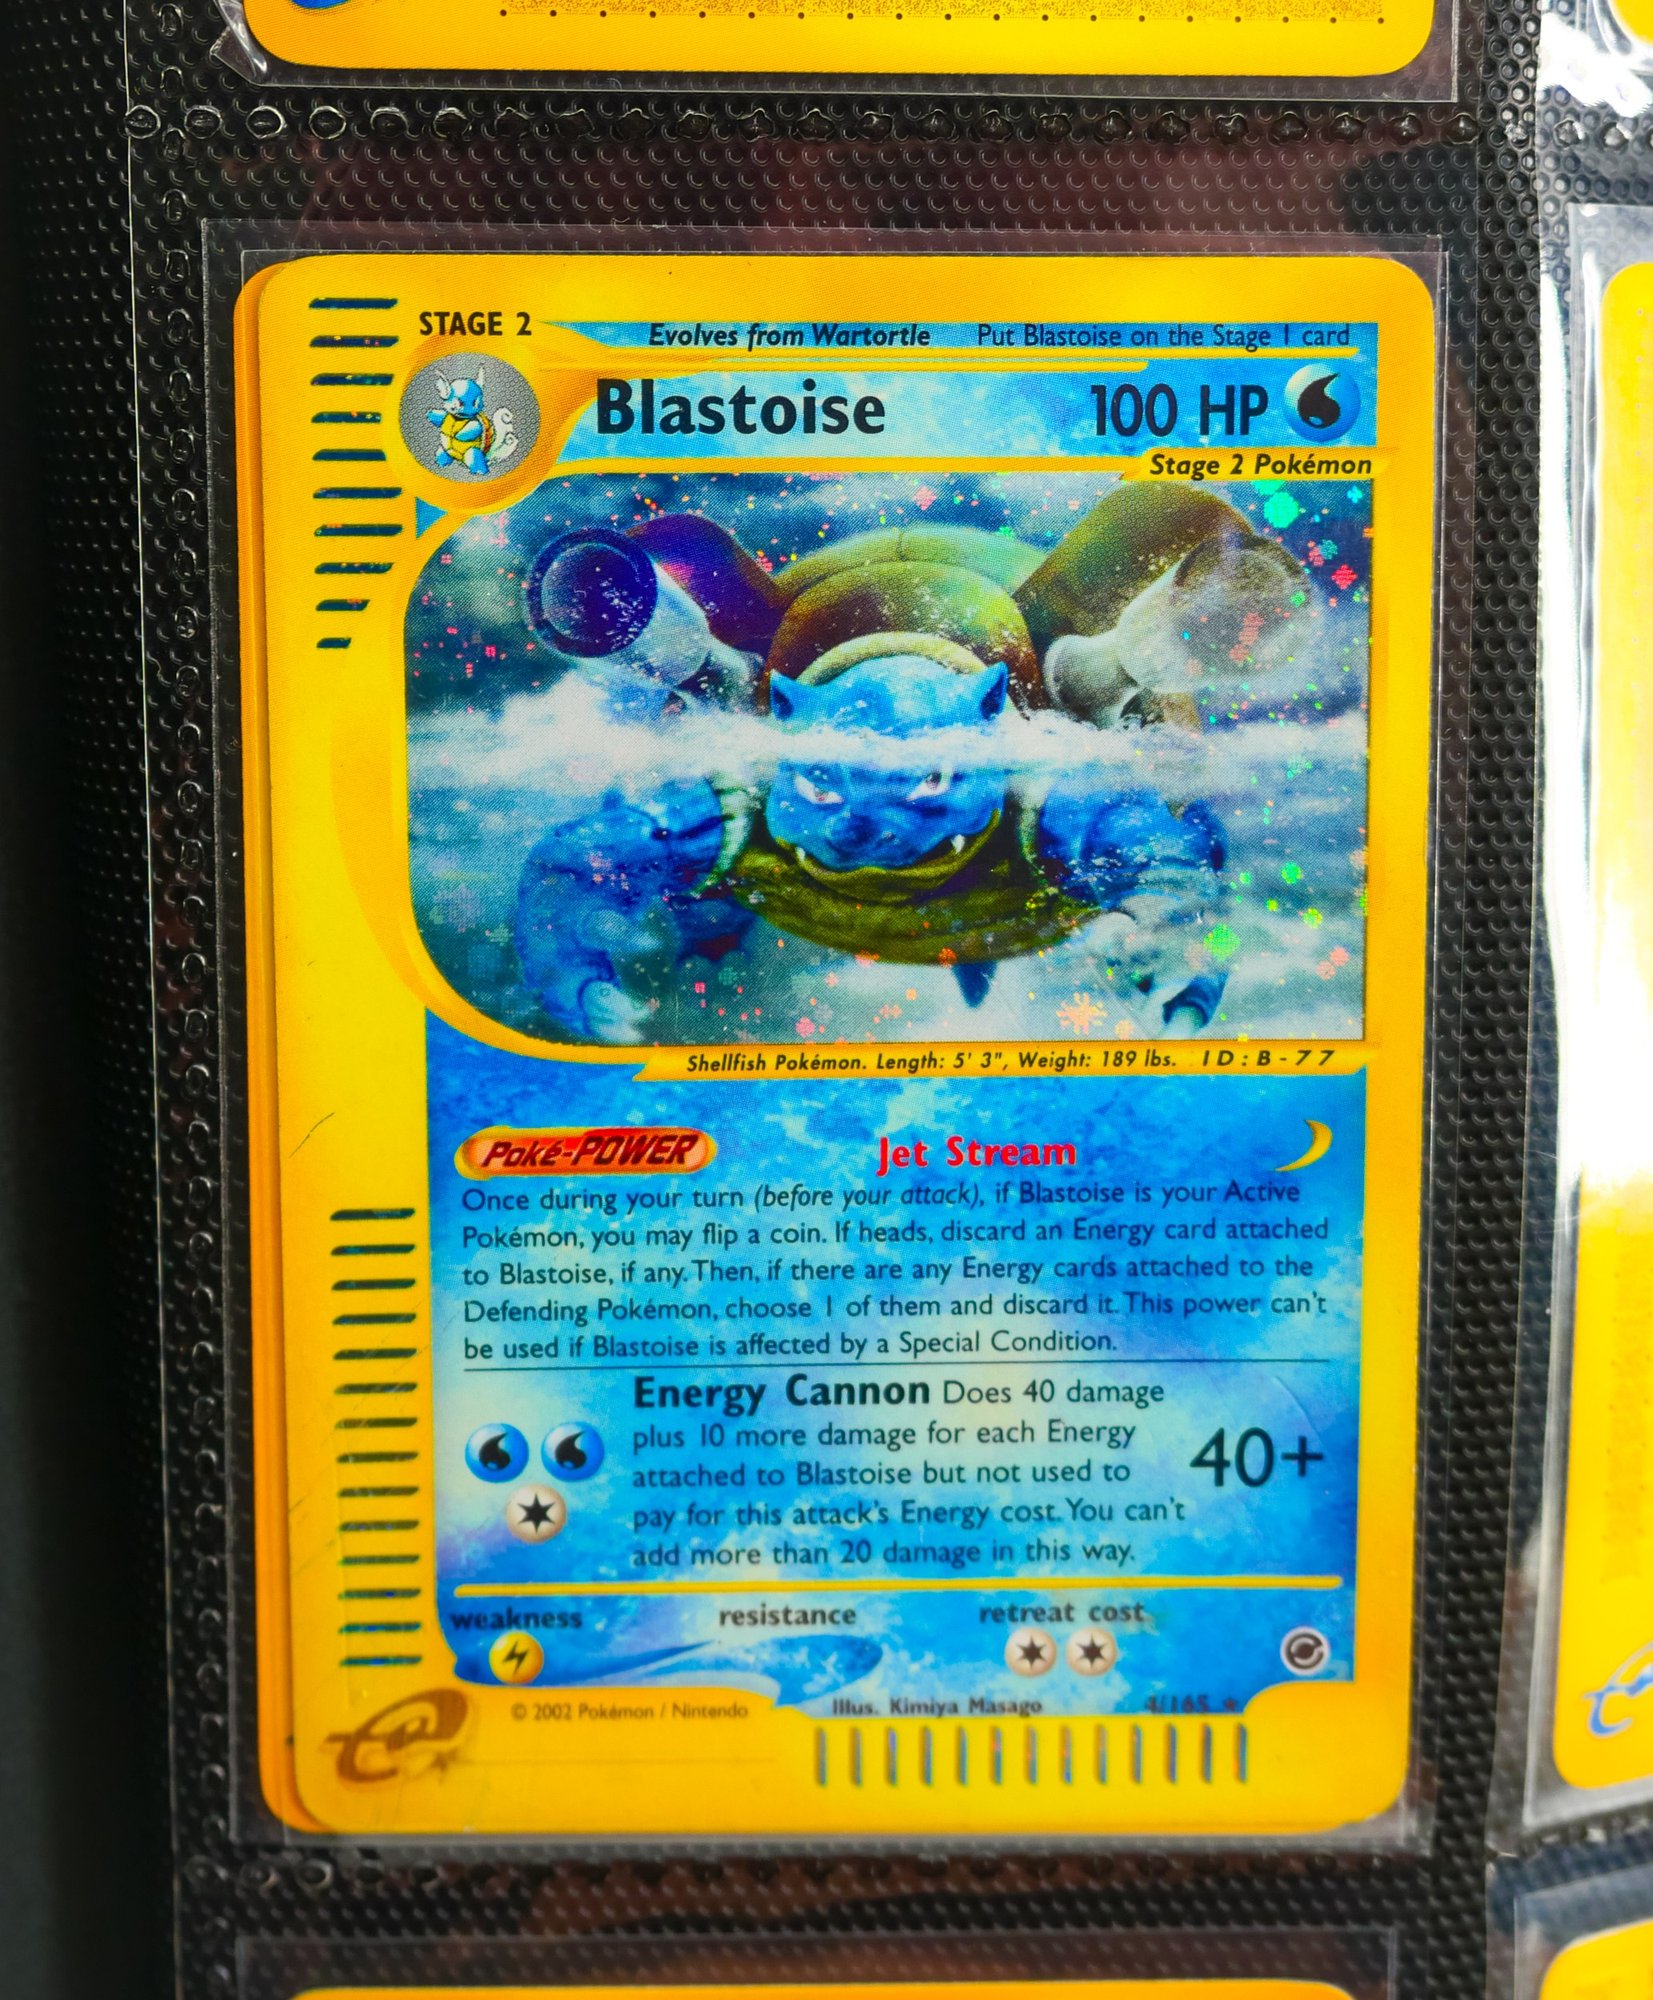 STAGE 2
Evolves from Wartortle Put Blastoise on the Stage 1 card
Blastoise 100 HP
Stage 2 Pokémon
Shellfish Pokémon. Length: 5' 3", Weight: 189 lbs. ID:B-77
Poké-POWER Jet Stream
Once during your turn (before your attack), if Blastoise is your Active
Pokémon, you may flip a coin. If heads, discard an Energy card attached
to Blastoise, if any. Then, if there are any Energy cards attached to the
Defending Pokémon, choose 1 of them and discard it. This power can't
be used if Blastoise is affected by a Special Condition.
Energy Cannon Does 40 damage
plus 10 more damage for each Energy
attached to Blastoise but not used to
pay for this attack's Energy cost. You can't
add more than 20 damage in this way.
40+
weakness resistance retreat cost
© 2002 Pokémon / Nintendo Illus. Kimiya Masago 4/165 ★